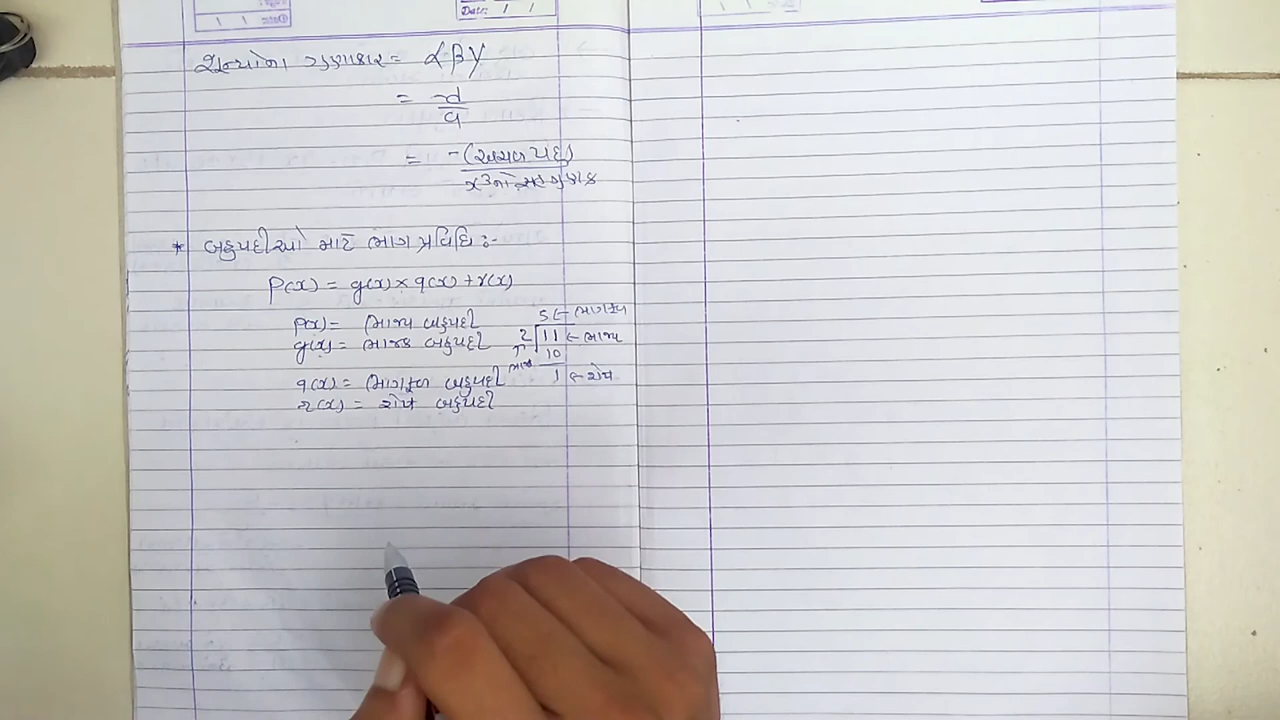 Date: / /
શૂન્યોના ગુણાકાર = αβγ
= -d/a
= -(અચળ પદ)/x³નો સહગુણક
* બહુપદીઓ માટે ભાગ પ્રવિધિ :-
P(x) = g(x) × q(x) + r(x)
P(x) = ભાજ્ય બહુપદી
g(x) = ભાજક બહુપદી
q(x) = ભાગફળ બહુપદી
r(x) = શેષ બહુપદી
5 ← ભાગફળ
2 11 ← ભાજ્ય
↑ 10
ભાજક
1 ← શેષ